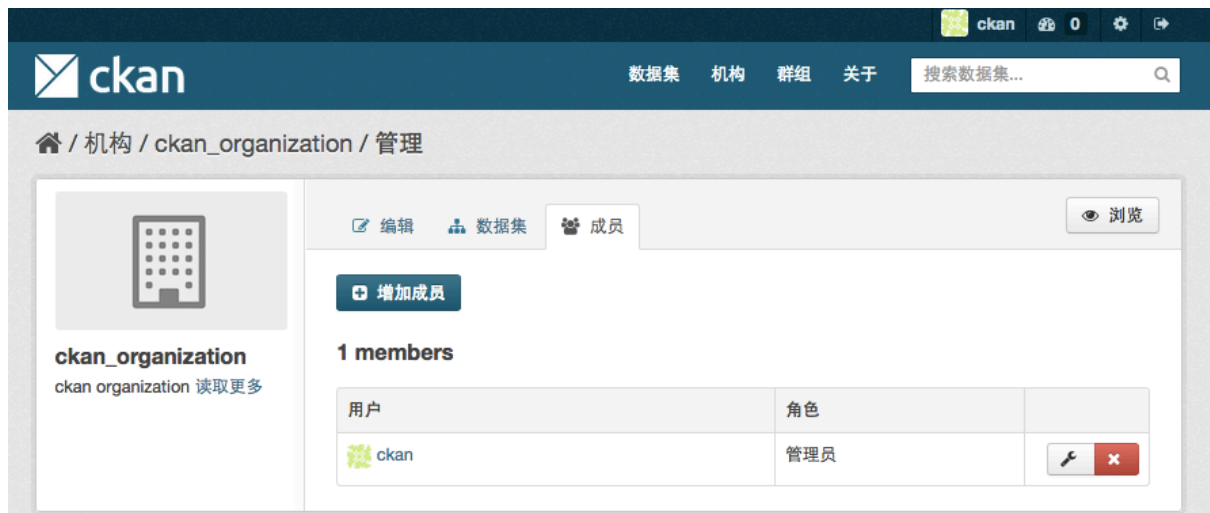 ckan 0
ckan 数据集 机构 群组 关于 搜索数据集...
/ 机构 / ckan_organization / 管理
编辑 数据集 成员 浏览
增加成员
ckan_organization
ckan organization 读取更多
1 members
用户 角色
ckan 管理员